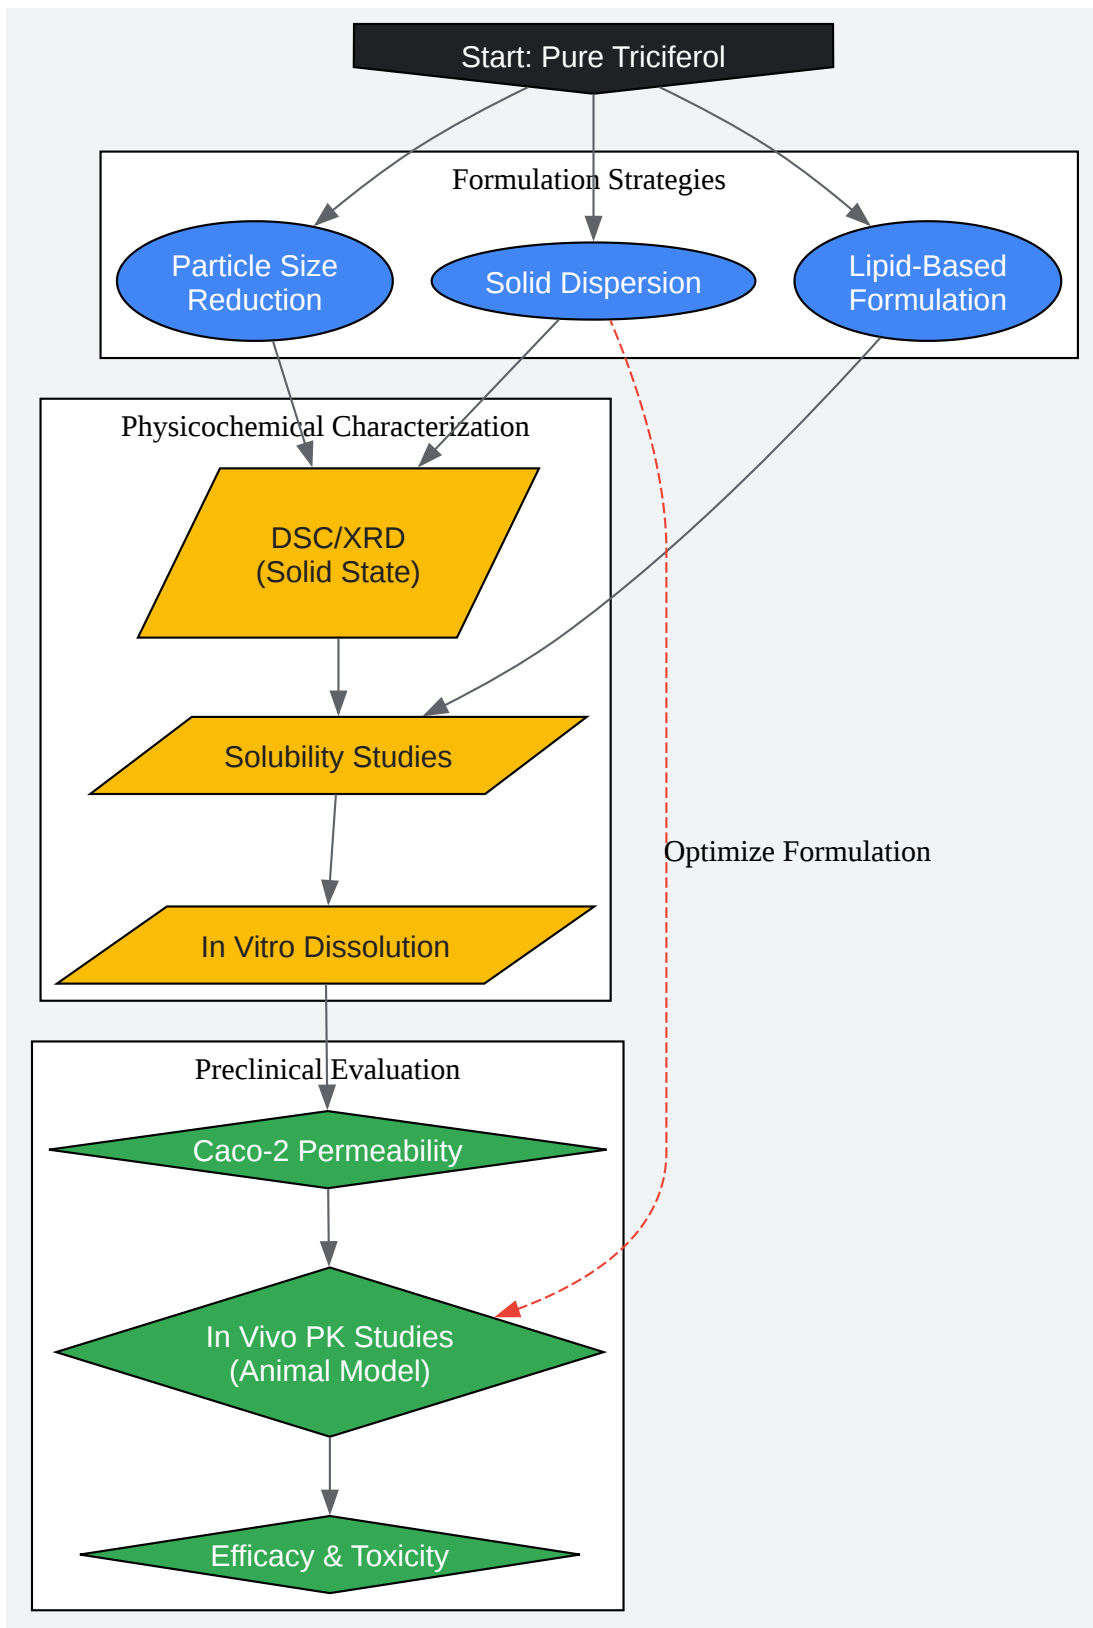 Start: Pure Triciferol
Formulation Strategies
Particle Size
Reduction
Solid Dispersion
Lipid-Based
Formulation
Physicochemical Characterization
DSC/XRD
(Solid State)
Solubility Studies
Optimize Formulation
In Vitro Dissolution
Preclinical Evaluation
Caco-2 Permeability
In Vivo PK Studies
(Animal Model)
Efficacy & Toxicity